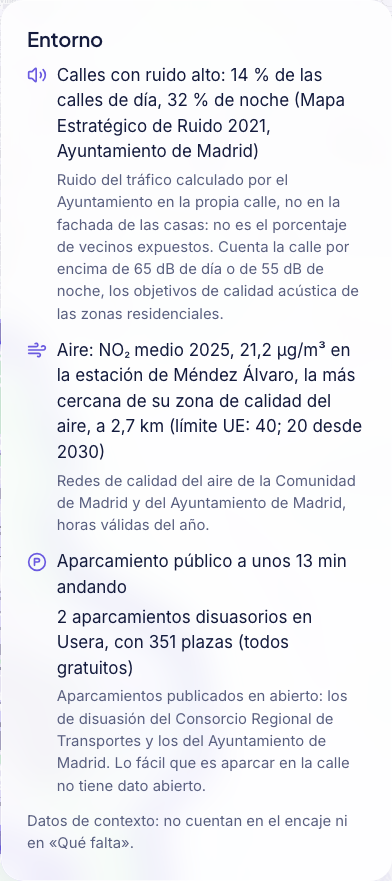 Entorno
Calles con ruido alto: 14 % de las
calles de día, 32 % de noche (Mapa
Estratégico de Ruido 2021,
Ayuntamiento de Madrid)
Ruido del tráfico calculado por el
Ayuntamiento en la propia calle, no en la
fachada de las casas: no es el porcentaje
de vecinos expuestos. Cuenta la calle por
encima de 65 dB de día o de 55 dB de
noche, los objetivos de calidad acústica de
las zonas residenciales.
Aire: NO₂ medio 2025, 21,2 µg/m³ en
la estación de Méndez Álvaro, la más
cercana de su zona de calidad del
aire, a 2,7 km (límite UE: 40; 20 desde
2030)
Redes de calidad del aire de la Comunidad
de Madrid y del Ayuntamiento de Madrid,
horas válidas del año.
Aparcamiento público a unos 13 min
andando
2 aparcamientos disuasorios en
Usera, con 351 plazas (todos
gratuitos)
Aparcamientos publicados en abierto: los
de disuasión del Consorcio Regional de
Transportes y los del Ayuntamiento de
Madrid. Lo fácil que es aparcar en la calle
no tiene dato abierto.
Datos de contexto: no cuentan en el encaje ni
en «Qué falta».